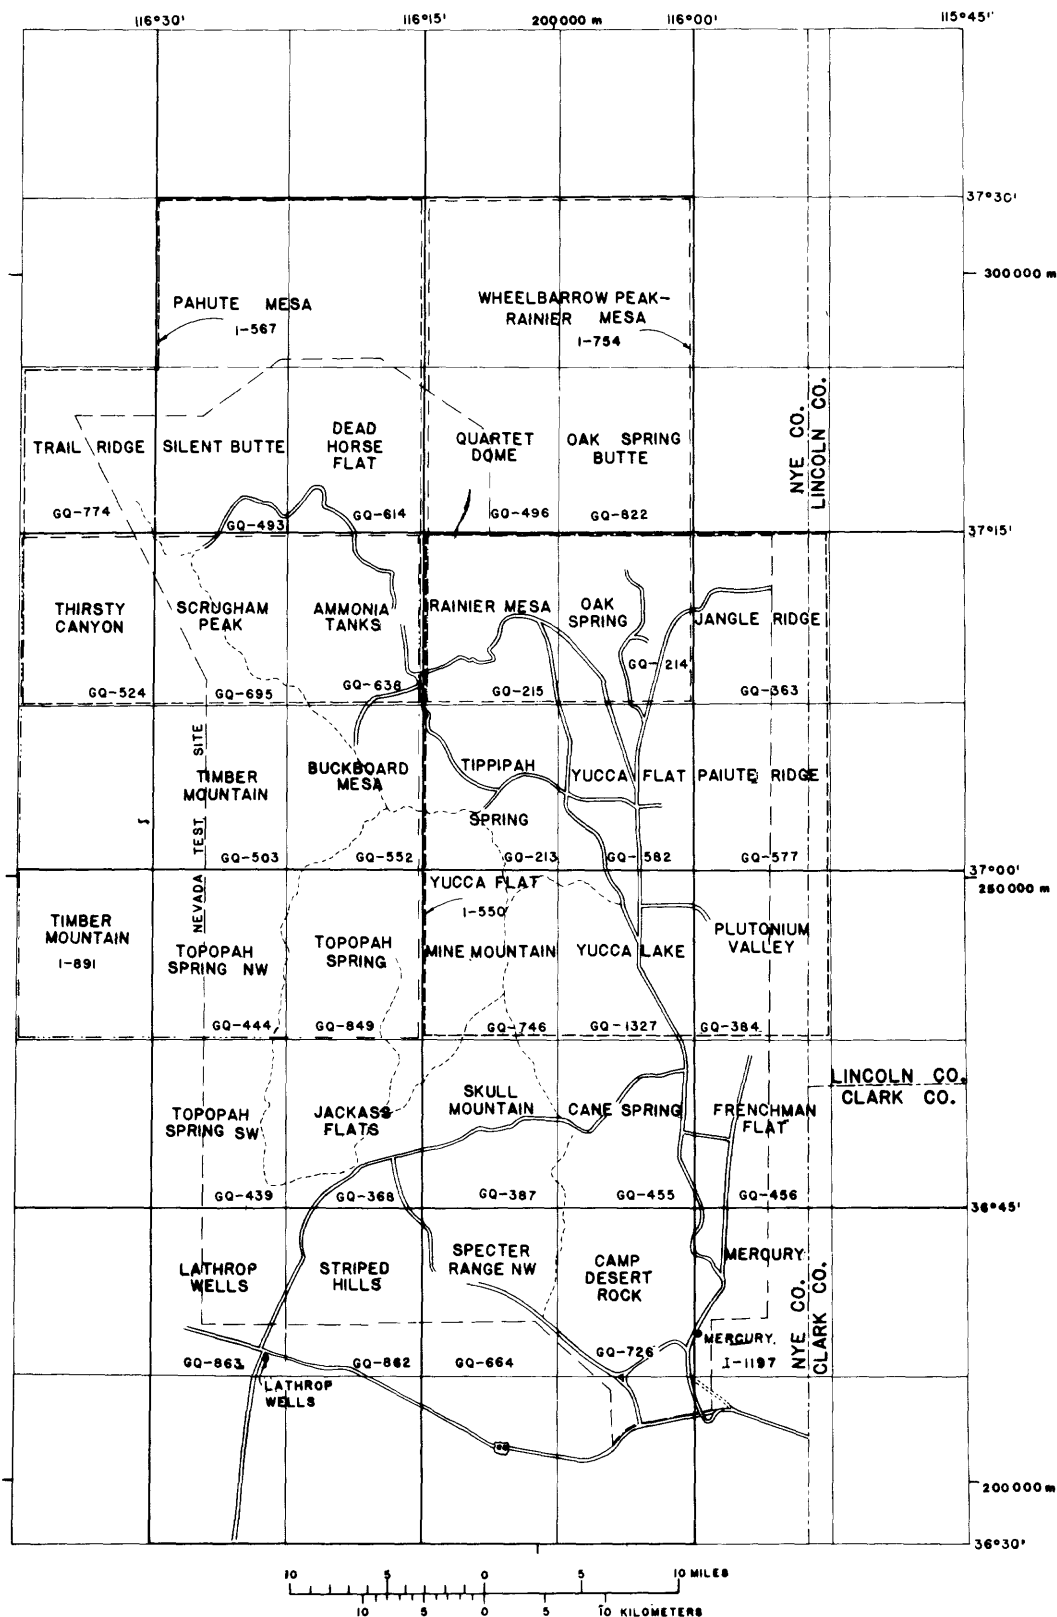 116°30' 116°15' 200000 m 116°00' 115°45'
37°30'
300000 m
PAHUTE MESA
I-567
WHEELBARROW PEAK–
RAINIER MESA
I-754
NYE CO.
LINCOLN CO.
TRAIL RIDGE
GQ-774
SILENT BUTTE
GQ-493
DEAD
HORSE
FLAT
GQ-614
QUARTET
DOME
GQ-496
OAK SPRING
BUTTE
GQ-822
37°15'
THIRSTY
CANYON
GQ-524
SCRUGHAM
PEAK
GQ-695
AMMONIA
TANKS
GQ-638
RAINIER MESA
GQ-215
OAK
SPRING
GQ-214
JANGLE RIDGE
GQ-363
NEVADA TEST SITE
TIMBER
MOUNTAIN
GQ-503
BUCKBOARD
MESA
GQ-552
TIPPIPAH
SPRING
GQ-213
YUCCA FLAT
GQ-582
PAIUTE RIDGE
GQ-577
37°00'
250000 m
TIMBER
MOUNTAIN
I-891
TOPOPAH
SPRING NW
GQ-444
TOPOPAH
SPRING
GQ-849
YUCCA FLAT
I-550
MINE MOUNTAIN
GQ-746
YUCCA LAKE
GQ-1327
PLUTONIUM
VALLEY
GQ-384
LINCOLN CO.
CLARK CO.
TOPOPAH
SPRING SW
GQ-439
JACKASS
FLATS
GQ-368
SKULL
MOUNTAIN
GQ-387
CANE SPRING
GQ-455
FRENCHMAN
FLAT
GQ-456
36°45'
LATHROP
WELLS
GQ-863
STRIPED
HILLS
GQ-862
SPECTER
RANGE NW
GQ-664
CAMP
DESERT
ROCK
GQ-726
MERCURY
MERCURY
I-1197
NYE CO.
CLARK CO.
LATHROP
WELLS
200000 m
36°30'
10 5 0 5 10 MILES
10 5 0 5 10 KILOMETERS